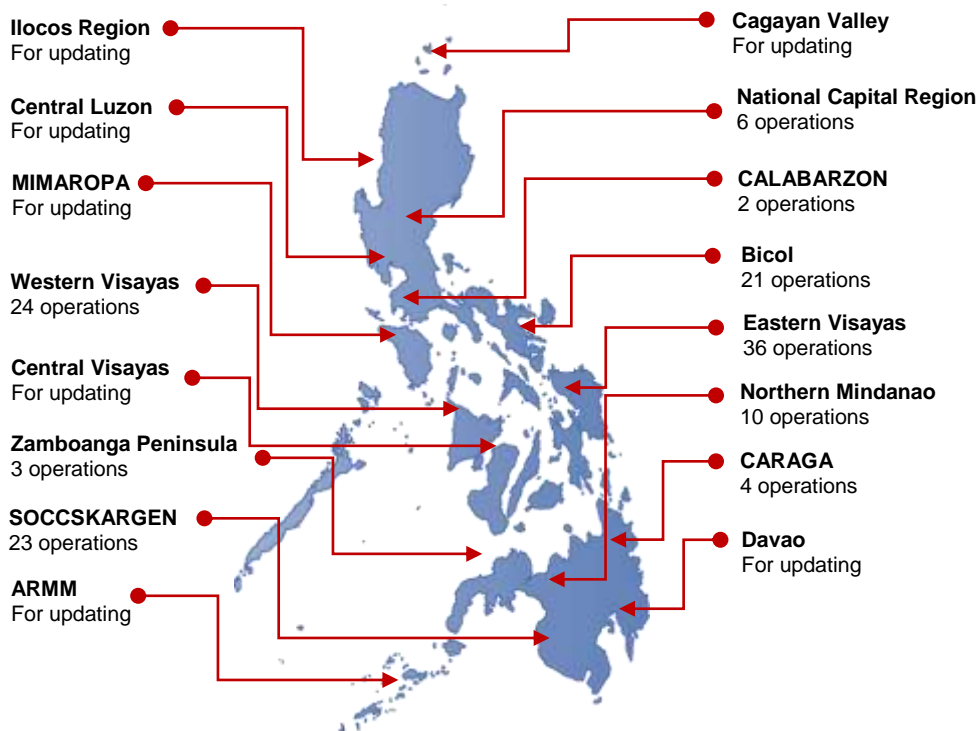 Ilocos Region
For updating
Central Luzon
For updating
MIMAROPA
For updating
Western Visayas
24 operations
Central Visayas
For updating
Zamboanga Peninsula
3 operations
SOCCSKARGEN
23 operations
ARMM
For updating
Cagayan Valley
For updating
National Capital Region
6 operations
CALABARZON
2 operations
Bicol
21 operations
Eastern Visayas
36 operations
Northern Mindanao
10 operations
CARAGA
4 operations
Davao
For updating